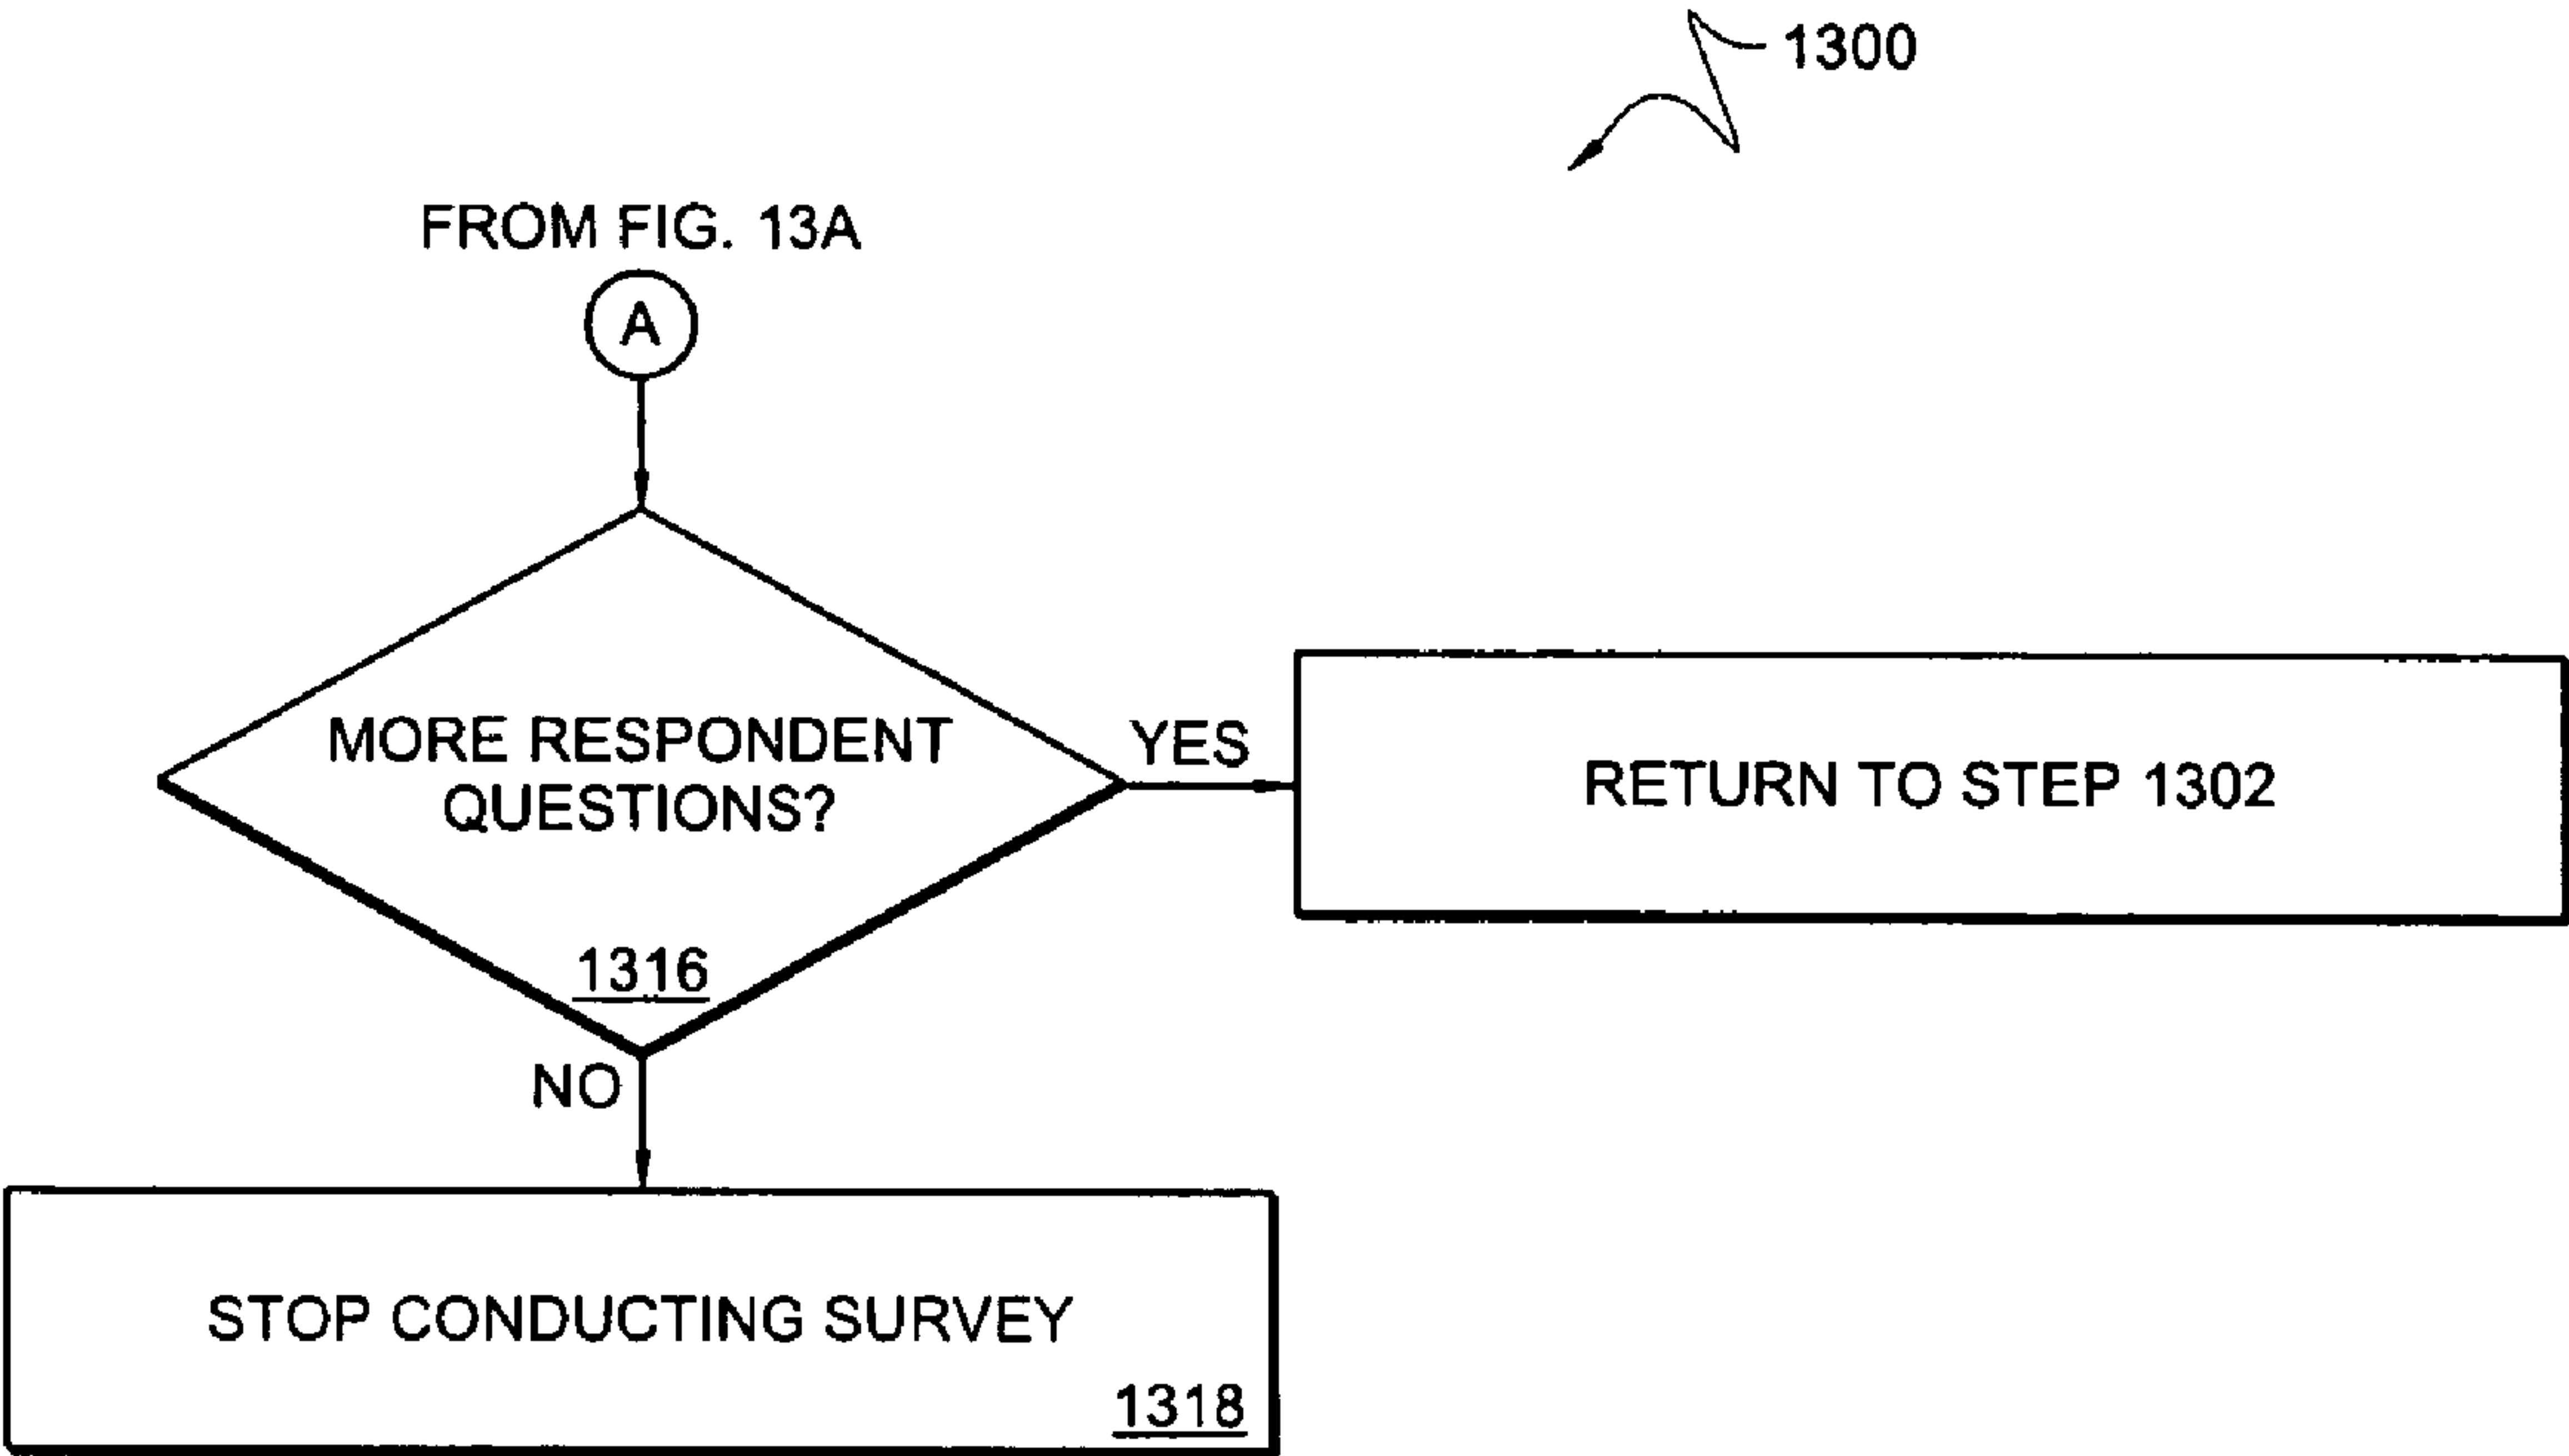 1300
FROM FIG. 13A
A
MORE RESPONDENT
QUESTIONS?
1316
YES
RETURN TO STEP 1302
NO
STOP CONDUCTING SURVEY
1318